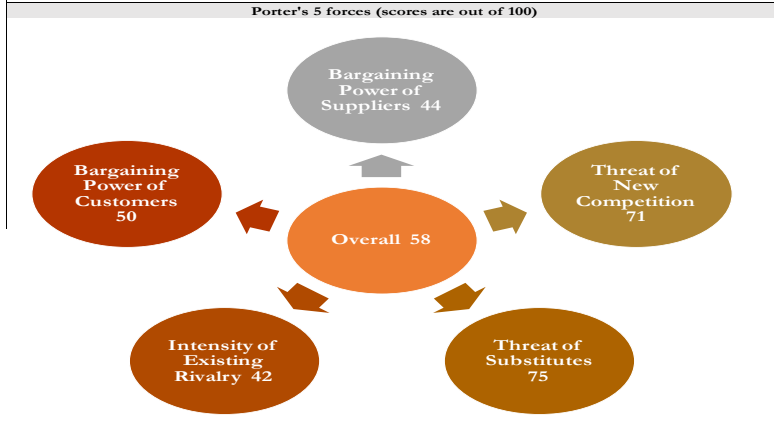 Porter's 5 forces (scores are out of 100)
Bargaining
Power of
Suppliers 44
Bargaining
Power of
Customers
50
Threat of
New
Competition
71
Overall 58
Intensity of
Existing
Rivalry 42
Threat of
Substitutes
75